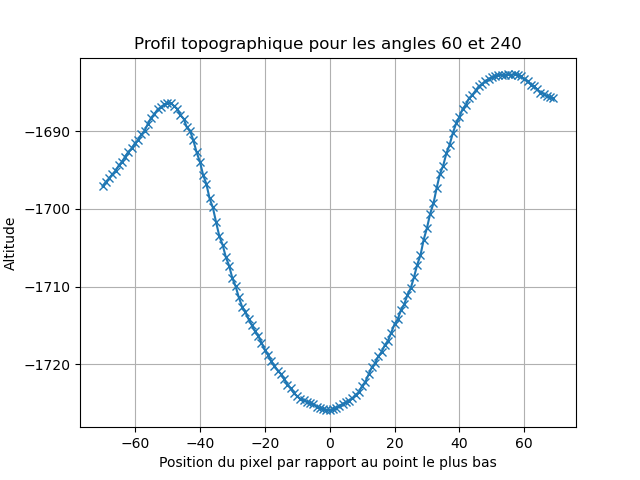 Profil topographique pour les angles 60 et 240
Altitude
−1690
−1700
−1710
−1720
−60 −40 −20 0 20 40 60
Position du pixel par rapport au point le plus bas